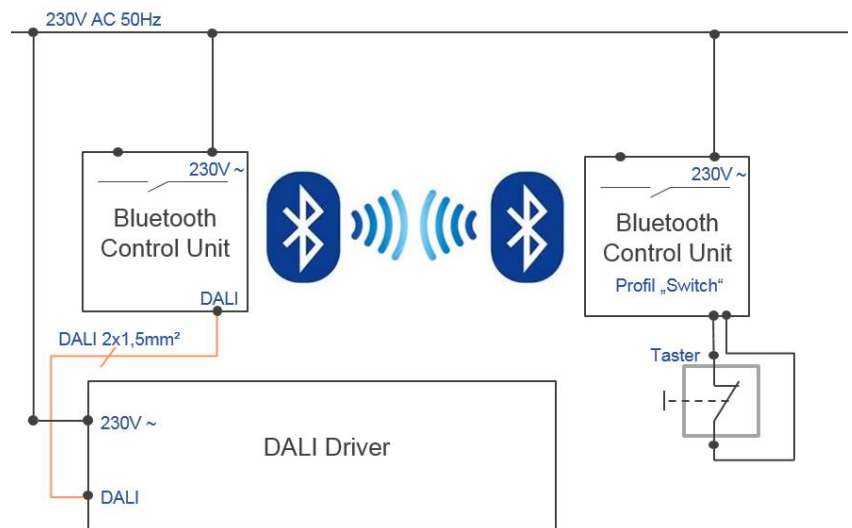 230V AC 50Hz
230V ~
Bluetooth
Control Unit
DALI
230V ~
Bluetooth
Control Unit
Profil „Switch“
DALI 2x1,5mm²
Taster
230V ~
DALI Driver
DALI